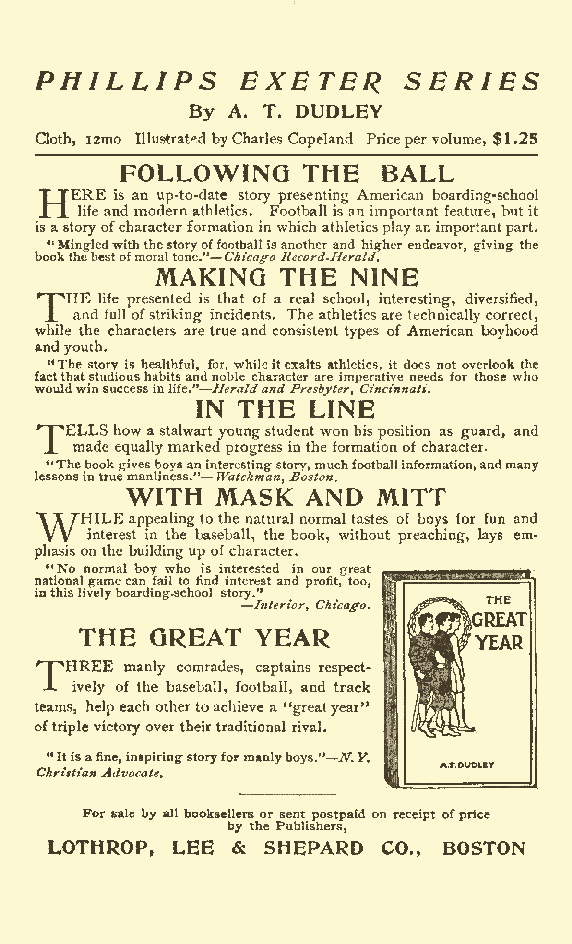 PHILLIPS EXETER SERIES
By A. T. DUDLEY
Cloth, 12mo Illustrated by Charles Copeland Price per volume, $1.25
FOLLOWING THE BALL
HERE is an up-to-date story presenting American boarding-school
life and modern athletics. Football is an important feature, but it
is a story of character formation in which athletics play an important part.
"Mingled with the story of football is another and higher endeavor, giving the
book the best of moral tone."—Chicago Record-Herald.
MAKING THE NINE
THE life presented is that of a real school, interesting, diversified,
and full of striking incidents. The athletics are technically correct,
while the characters are true and consistent types of American boyhood
and youth.
"The story is healthful, for, while it exalts athletics, it does not overlook the
fact that studious habits and noble character are imperative needs for those who
would win success in life."—Herald and Presbyter, Cincinnati.
IN THE LINE
TELLS how a stalwart young student won his position as guard, and
made equally marked progress in the formation of character.
"The book gives boys an interesting story, much football information, and many
lessons in true manliness."—Watchman, Boston.
WITH MASK AND MITT
WHILE appealing to the natural normal tastes of boys for fun and
interest in the baseball, the book, without preaching, lays em-
phasis on the building up of character.
"No normal boy who is interested in our great
national game can fail to find interest and profit, too,
in this lively boarding-school story."
—Interior, Chicago.
THE GREAT YEAR
THREE manly comrades, captains respect-
ively of the baseball, football, and track
teams, help each other to achieve a "great year"
of triple victory over their traditional rival.
"It is a fine, inspiring story for manly boys."—N. Y.
Christian Advocate.
THE
GREAT
YEAR
A.T. DUDLEY
For sale by all booksellers or sent postpaid on receipt of price
by the Publishers,
LOTHROP, LEE & SHEPARD CO., BOSTON